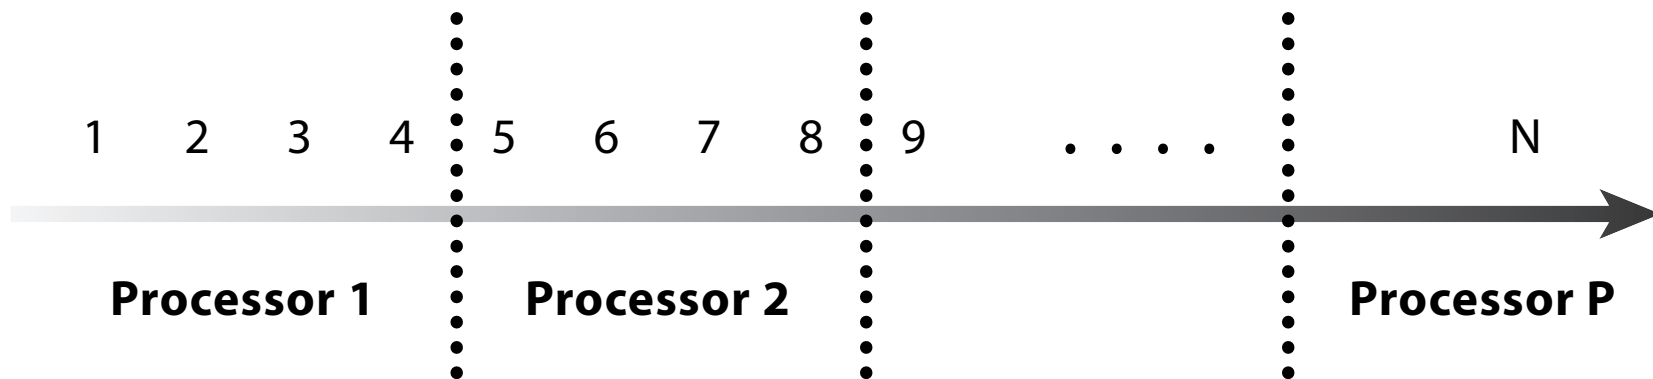 1 2 3 4 5 6 7 8 9 . . . . N
Processor 1 Processor 2 Processor P